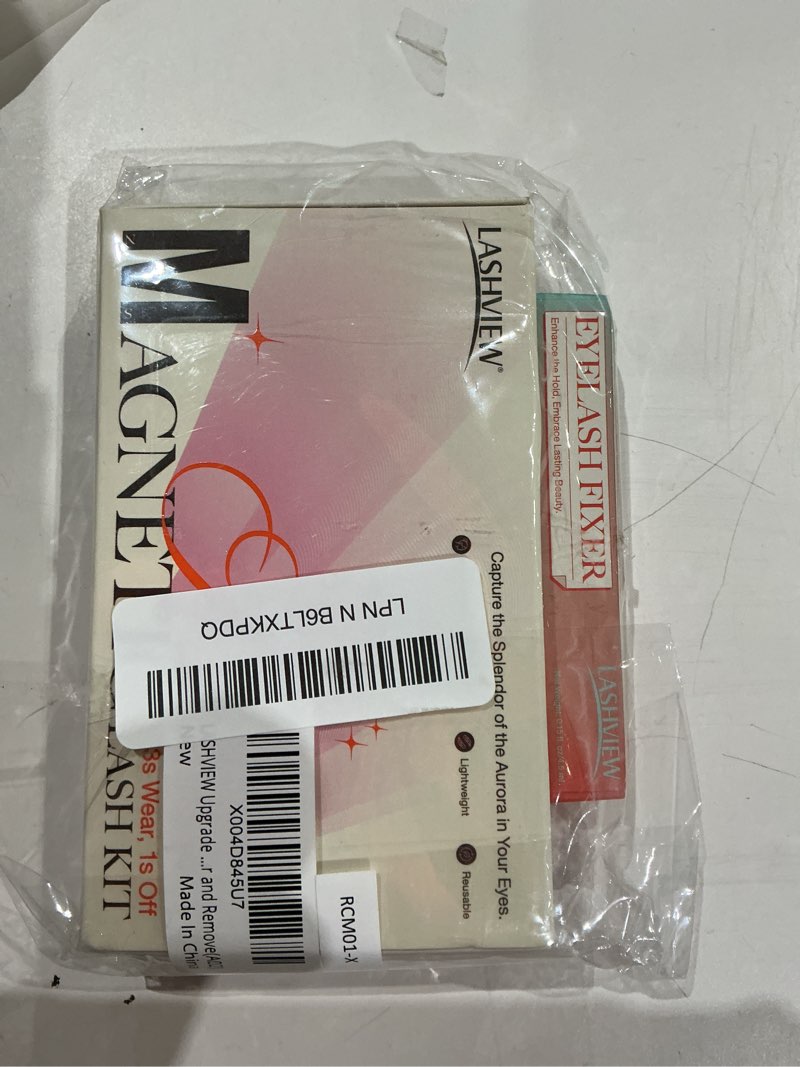 LASHVIEW®
MAGNET
LASH KIT
3s Wear, 1s Off
Capture the Splendor of the Aurora in Your Eyes.
Lightweight
Reusable
EYELASH FIXER
Enhance the Hold, Embrace Lasting Beauty.
LASHVIEW
LPN N B6LTXKPDQ
X004D845U7
SHVIEW Upgrade ...r and Remove(A
ew
Made In Chin
RCM01-X